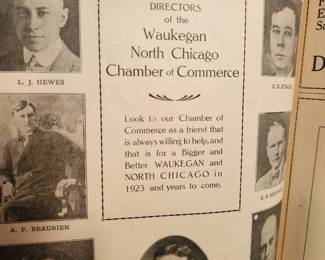 DIRECTORS
of the
Waukegan
North Chicago
Chamber of Commerce
L. J. HEWES
Look to our Chamber of
Commerce as a friend that
is always willing to help, and
that is for a Bigger and
Better WAUKEGAN and
NORTH CHICAGO in
1923 and years to come.
A. P. BEAUBIEN
D